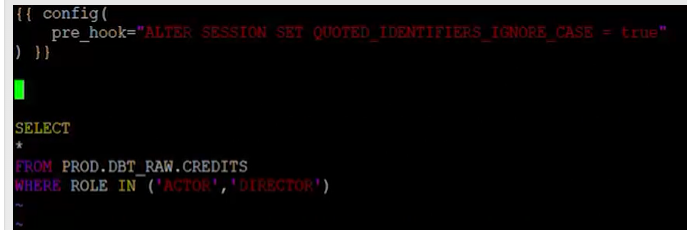 {{ config(
pre_hook="ALTER SESSION SET QUOTED_IDENTIFIERS_IGNORE_CASE = true"
) }}
SELECT
*
FROM PROD.DBT_RAW.CREDITS
WHERE ROLE IN ('ACTOR','DIRECTOR')
~
~